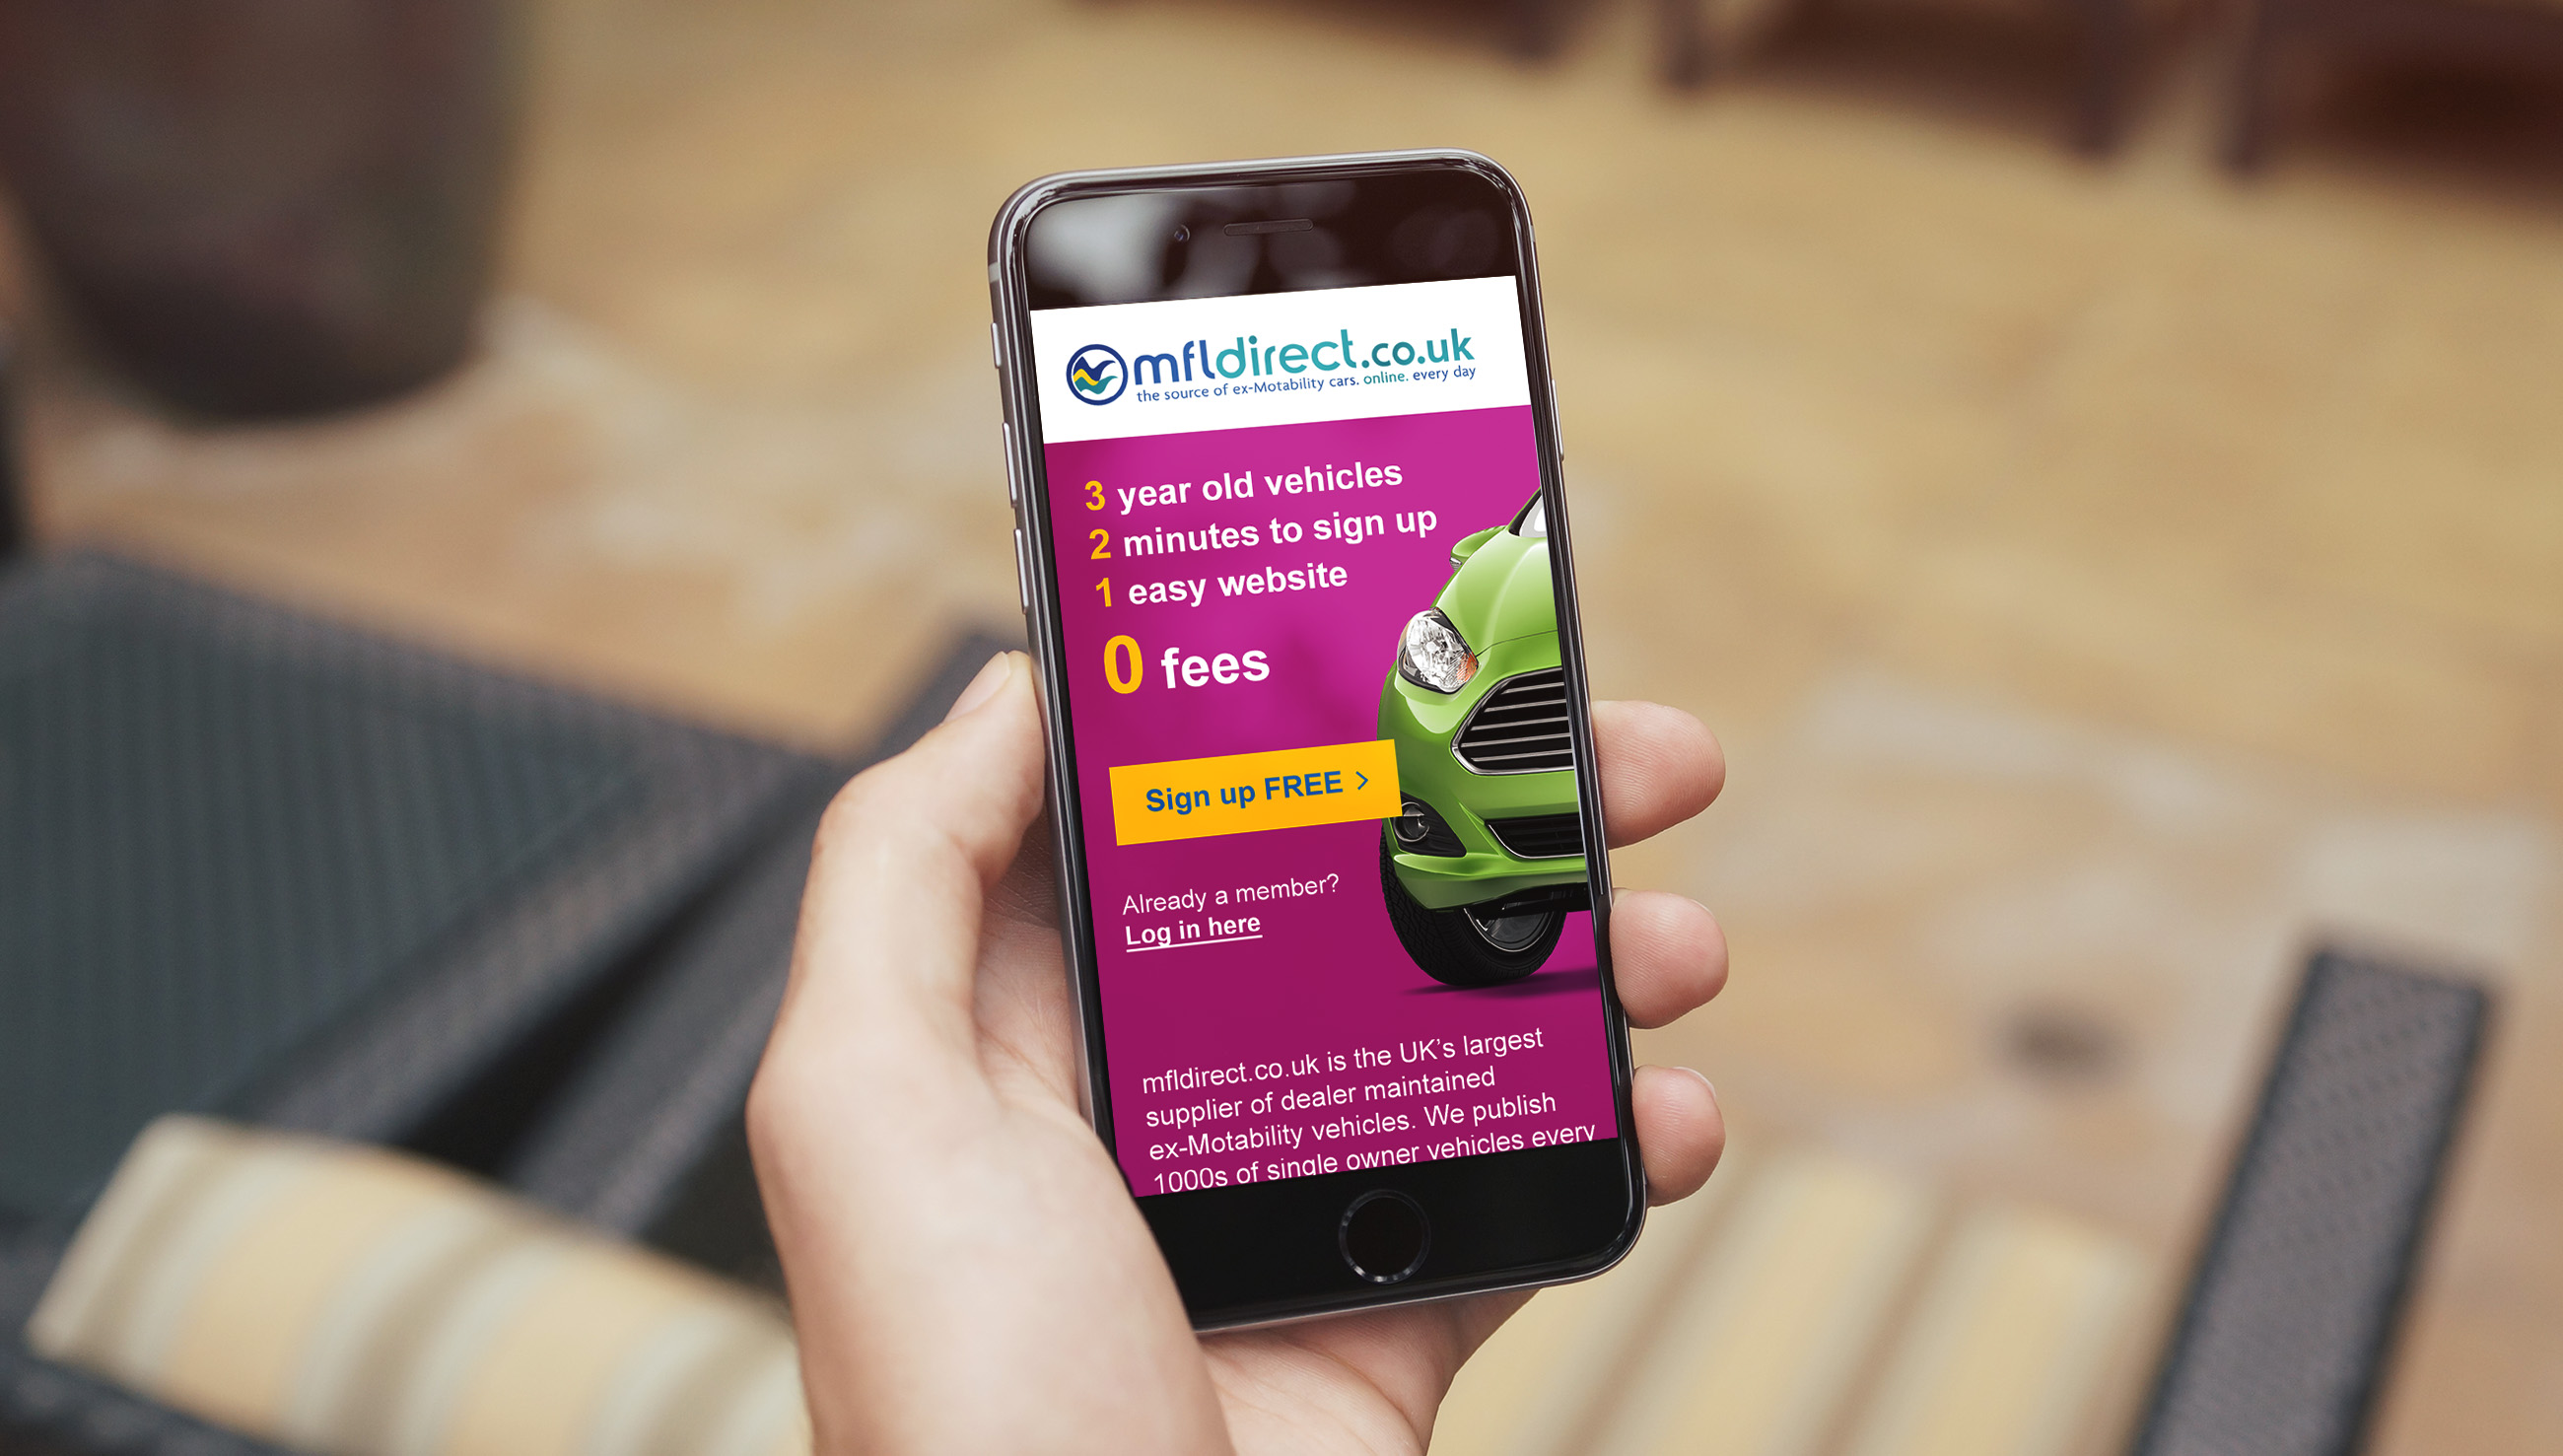 mfldirect.co.uk
the source of ex-Motability cars. online. every day
3 year old vehicles
2 minutes to sign up
1 easy website
0 fees
Sign up FREE >
Already a member?
Log in here
mfldirect.co.uk is the UK’s largest
supplier of dealer maintained
ex-Motability vehicles. We publish
1000s of single owner vehicles every